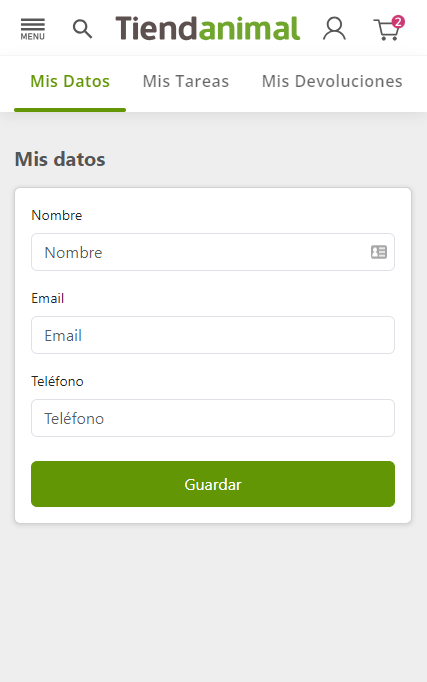 MENU
Tiendanimal
2
Mis Datos
Mis Tareas
Mis Devoluciones
Mis datos
Nombre
Nombre
Email
Email
Teléfono
Teléfono
Guardar